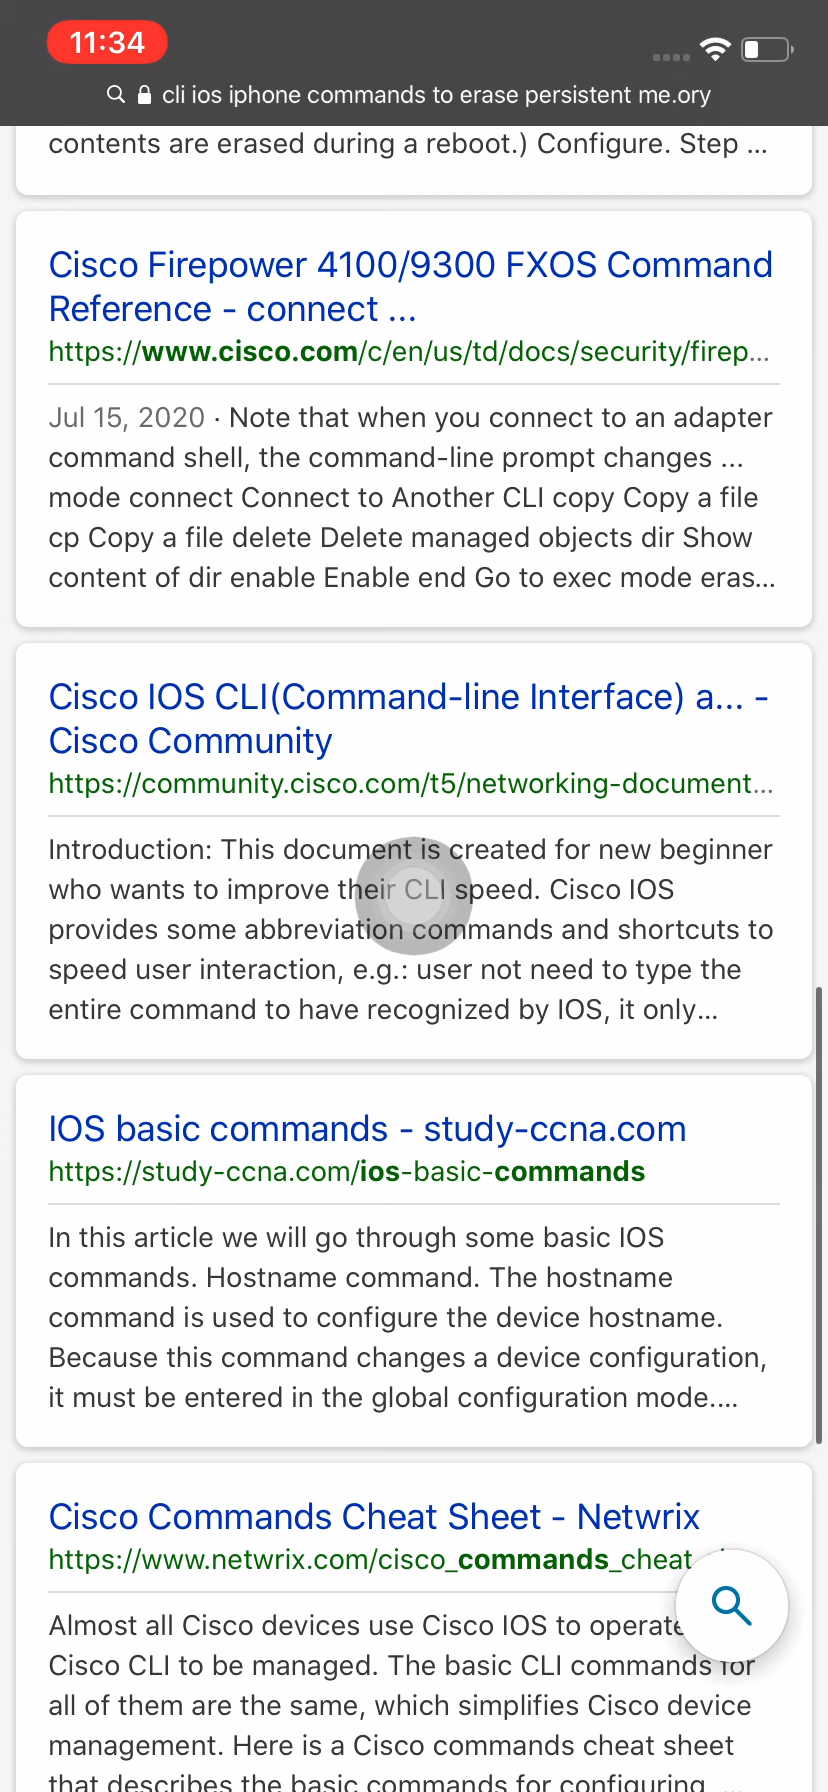 11:34
cli ios iphone commands to erase persistent me.ory
contents are erased during a reboot.) Configure. Step ...
Cisco Firepower 4100/9300 FXOS Command
Reference - connect ...
https://www.cisco.com/c/en/us/td/docs/security/firep...
Jul 15, 2020 · Note that when you connect to an adapter
command shell, the command-line prompt changes ...
mode connect Connect to Another CLI copy Copy a file
cp Copy a file delete Delete managed objects dir Show
content of dir enable Enable end Go to exec mode eras...
Cisco IOS CLI(Command-line Interface) a... -
Cisco Community
https://community.cisco.com/t5/networking-document...
Introduction: This document is created for new beginner
who wants to improve their CLI speed. Cisco IOS
provides some abbreviation commands and shortcuts to
speed user interaction, e.g.: user not need to type the
entire command to have recognized by IOS, it only...
IOS basic commands - study-ccna.com
https://study-ccna.com/ios-basic-commands
In this article we will go through some basic IOS
commands. Hostname command. The hostname
command is used to configure the device hostname.
Because this command changes a device configuration,
it must be entered in the global configuration mode....
Cisco Commands Cheat Sheet - Netwrix
https://www.netwrix.com/cisco_commands_cheat
Almost all Cisco devices use Cisco IOS to operate
Cisco CLI to be managed. The basic CLI commands for
all of them are the same, which simplifies Cisco device
management. Here is a Cisco commands cheat sheet
that describes the basic commands for configuring, ...